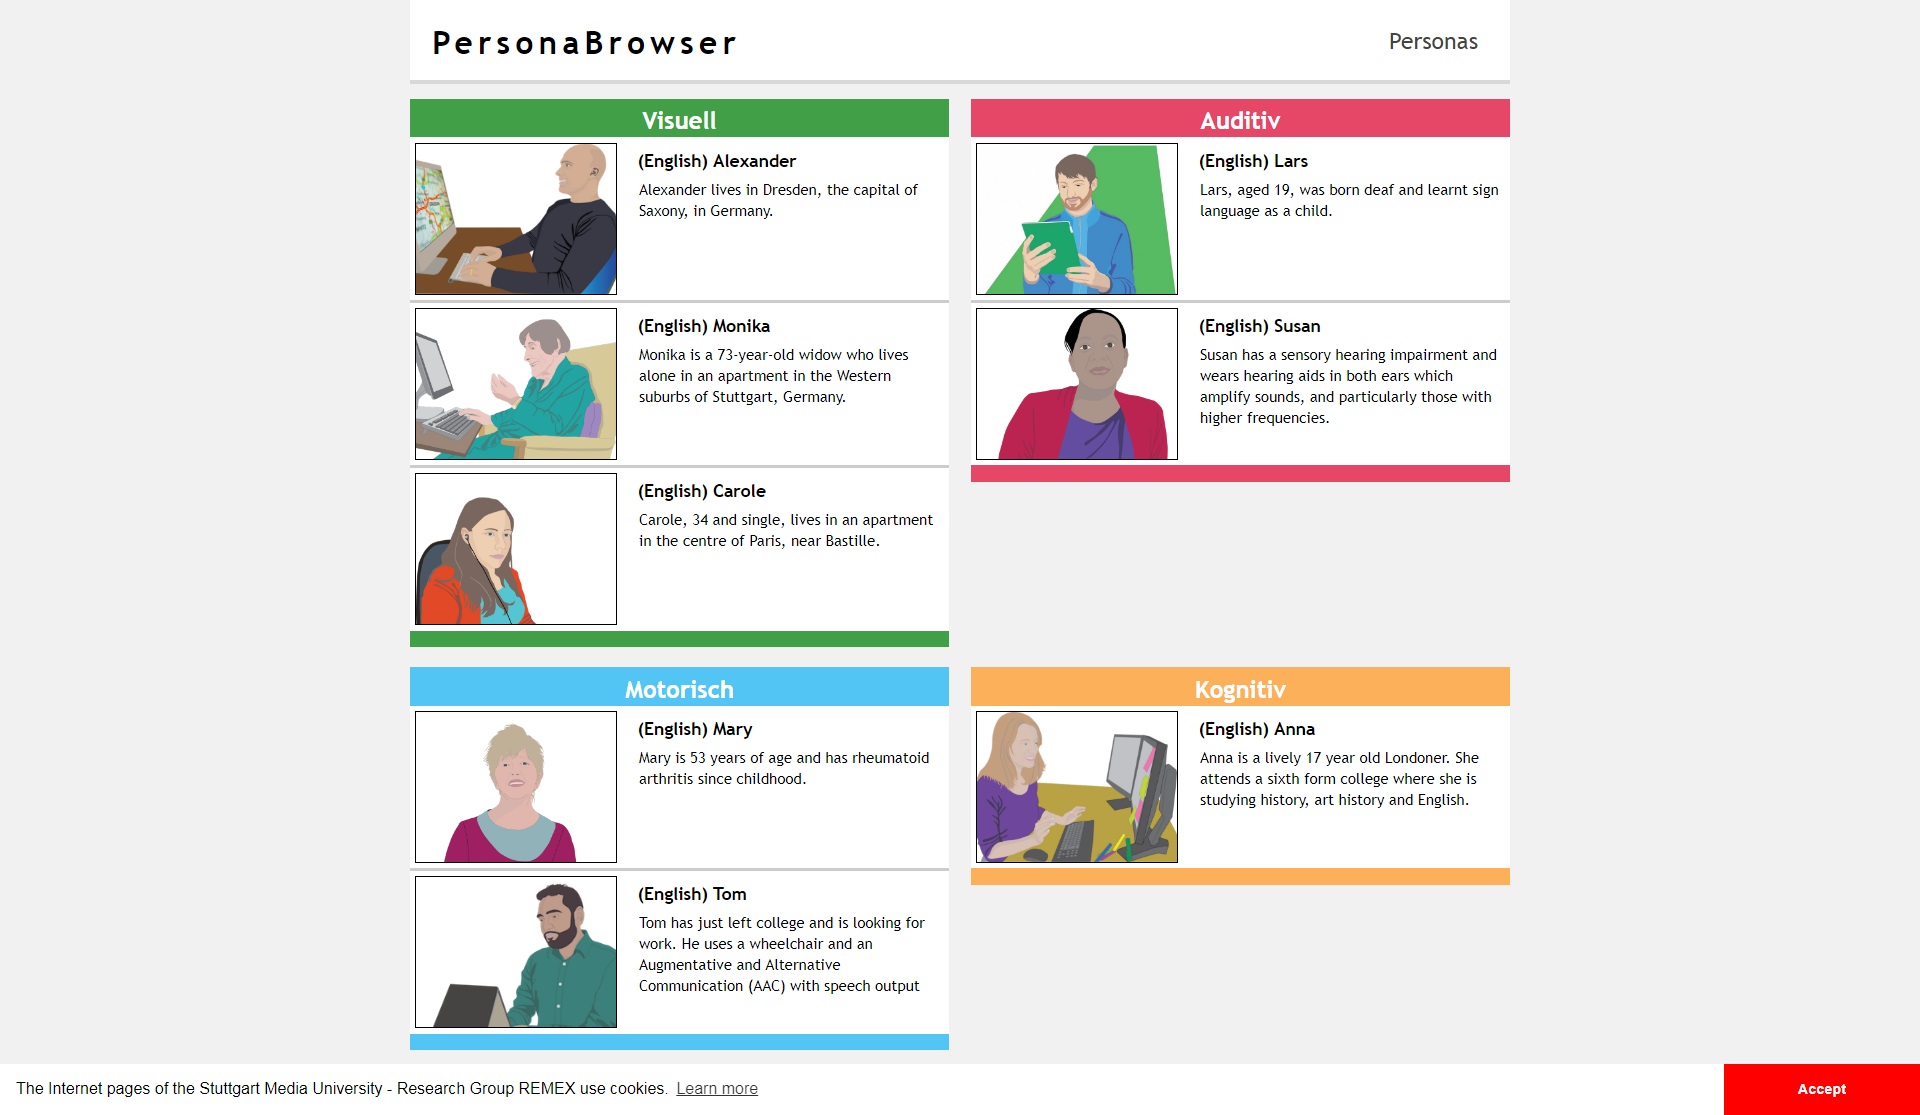 PersonaBrowser
Personas
Visuell
(English) Alexander
Alexander lives in Dresden, the capital of
Saxony, in Germany.
(English) Monika
Monika is a 73-year-old widow who lives
alone in an apartment in the Western
suburbs of Stuttgart, Germany.
(English) Carole
Carole, 34 and single, lives in an apartment
in the centre of Paris, near Bastille.
Auditiv
(English) Lars
Lars, aged 19, was born deaf and learnt sign
language as a child.
(English) Susan
Susan has a sensory hearing impairment and
wears hearing aids in both ears which
amplify sounds, and particularly those with
higher frequencies.
Motorisch
(English) Mary
Mary is 53 years of age and has rheumatoid
arthritis since childhood.
(English) Tom
Tom has just left college and is looking for
work. He uses a wheelchair and an
Augmentative and Alternative
Communication (AAC) with speech output
Kognitiv
(English) Anna
Anna is a lively 17 year old Londoner. She
attends a sixth form college where she is
studying history, art history and English.
The Internet pages of the Stuttgart Media University - Research Group REMEX use cookies. Learn more
Accept